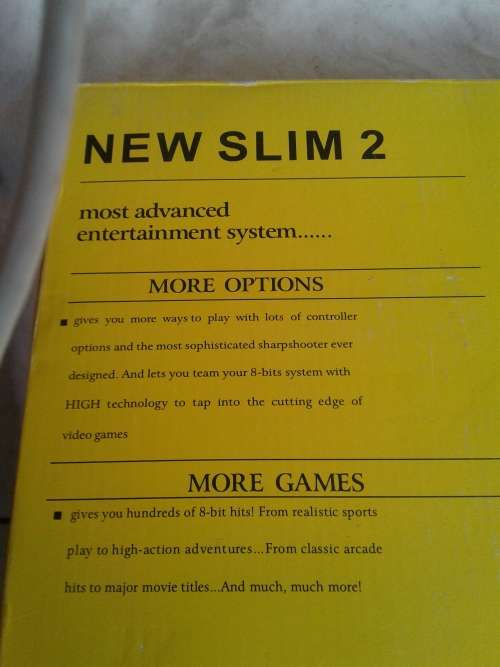 NEW SLIM 2
most advanced
entertainment system......
MORE OPTIONS
■ gives you more ways to play with lots of controller
options and the most sophisticated sharpshooter ever
designed. And lets you team your 8-bits system with
HIGH technology to tap into the cutting edge of
video games
MORE GAMES
■ gives you hundreds of 8-bit hits! From realistic sports
play to high-action adventures...From classic arcade
hits to major movie titles...And much, much more!